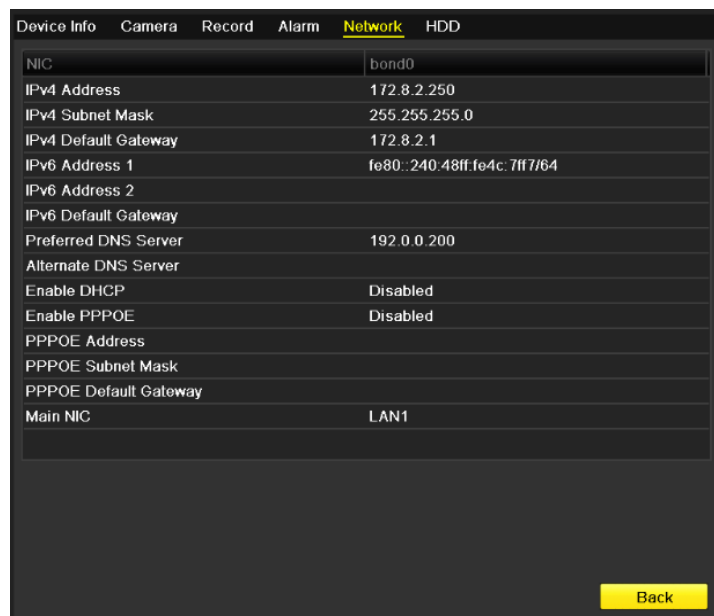 Device Info Camera Record Alarm Network HDD
NIC bond0
IPv4 Address 172.8.2.250
IPv4 Subnet Mask 255.255.255.0
IPv4 Default Gateway 172.8.2.1
IPv6 Address 1 fe80::240:48ff:fe4c:7ff7/64
IPv6 Address 2
IPv6 Default Gateway
Preferred DNS Server 192.0.0.200
Alternate DNS Server
Enable DHCP Disabled
Enable PPPOE Disabled
PPPOE Address
PPPOE Subnet Mask
PPPOE Default Gateway
Main NIC LAN1
Back